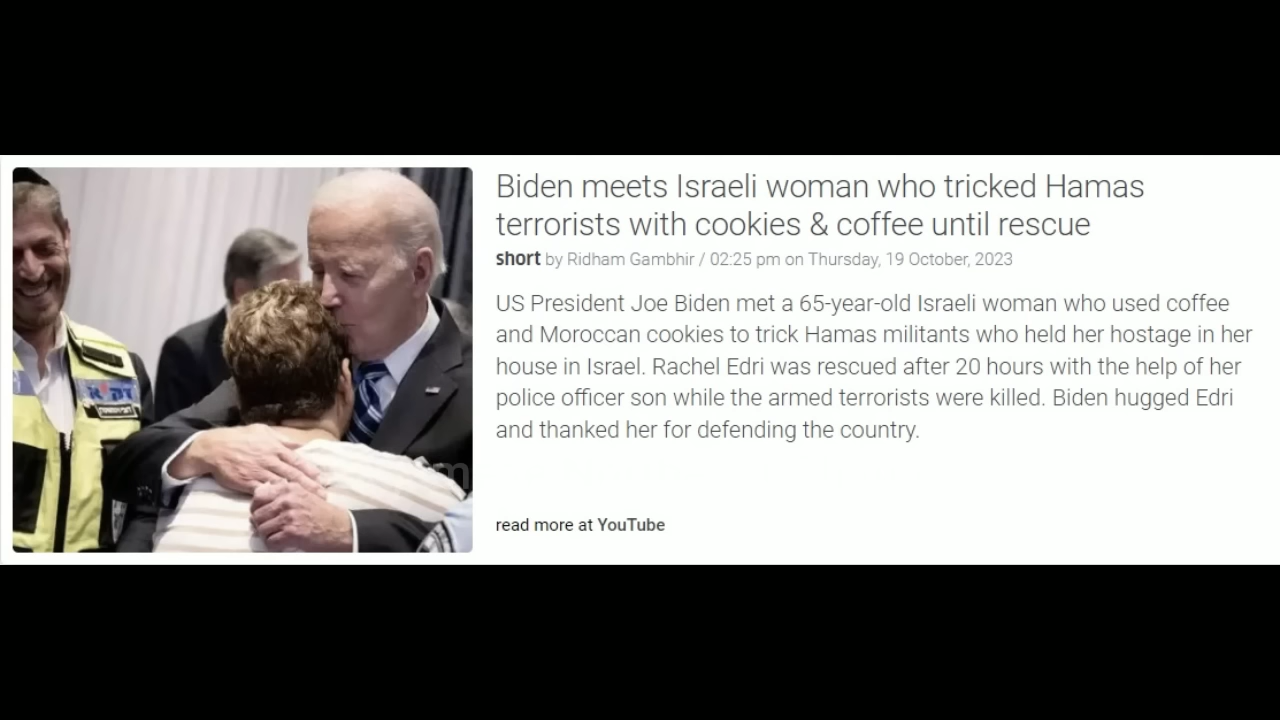 Biden meets Israeli woman who tricked Hamas
terrorists with cookies & coffee until rescue
short by Ridham Gambhir / 02:25 pm on Thursday, 19 October, 2023
US President Joe Biden met a 65-year-old Israeli woman who used coffee
and Moroccan cookies to trick Hamas militants who held her hostage in her
house in Israel. Rachel Edri was rescued after 20 hours with the help of her
police officer son while the armed terrorists were killed. Biden hugged Edri
and thanked her for defending the country.
read more at YouTube